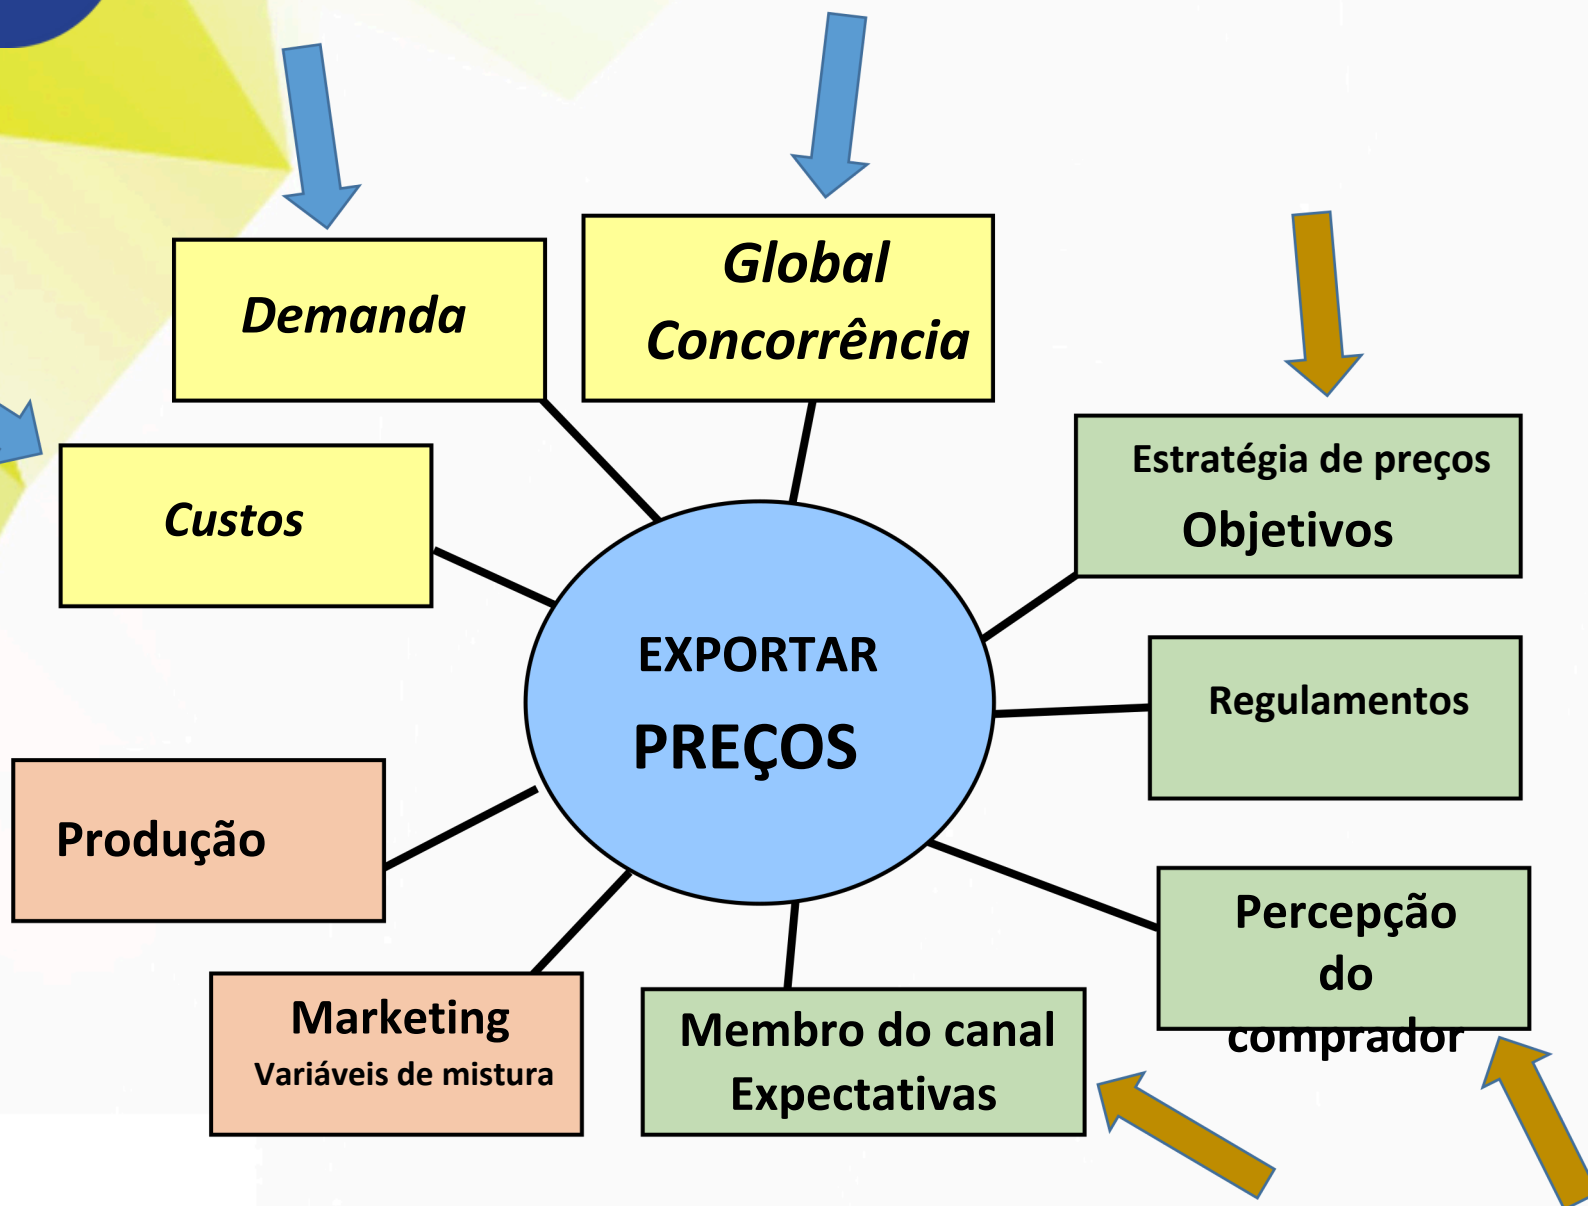 Demanda
Global
Concorrência
Custos
Estratégia de preços
Objetivos
EXPORTAR
PREÇOS
Regulamentos
Produção
Percepção
do
comprador
Marketing
Variáveis de mistura
Membro do canal
Expectativas